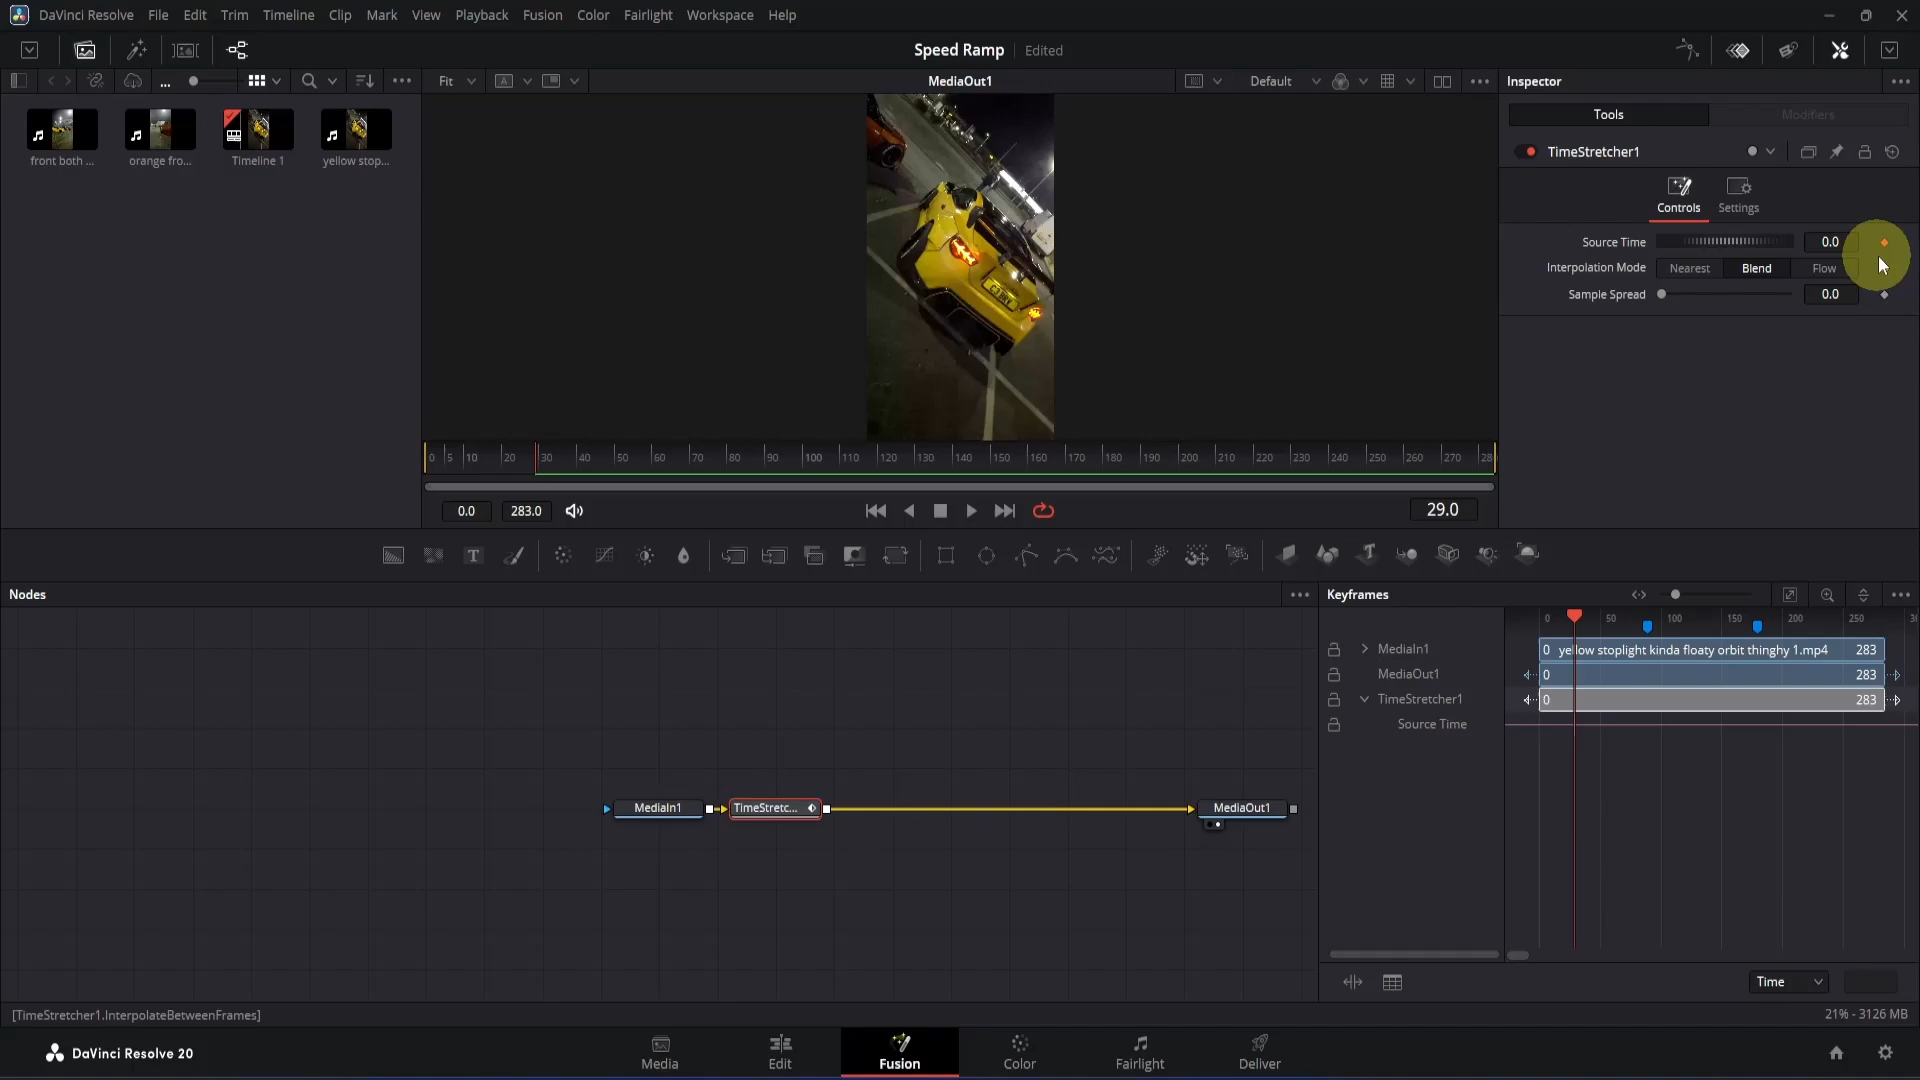 DaVinci Resolve File Edit Trim Timeline Clip Mark View Playback Fusion Color Fairlight Workspace Help
Speed Ramp Edited
... Fit A MediaOut1 Default Inspector
Tools Modifiers
TimeStretcher1
Controls Settings
Source Time 0.0
Interpolation Mode Nearest Blend Flow
Sample Spread 0.0
front both ... orange fro... Timeline 1 yellow stop...
0 5 10 20 30 40 50 60 70 80 90 100 110 120 130 140 150 160 170 180 190 200 210 220 230 240 250 260 270 28
0.0 283.0 29.0
Nodes
MediaIn1 TimeStretc... MediaOut1
Keyframes
0 50 100 150 200 250 3
MediaIn1 0 yellow stoplight kinda floaty orbit thinghy 1.mp4 283
MediaOut1 0 283
TimeStretcher1 0 283
Source Time
Time
[TimeStretcher1.InterpolateBetweenFrames] 21% - 3126 MB
DaVinci Resolve 20 Media Edit Fusion Color Fairlight Deliver